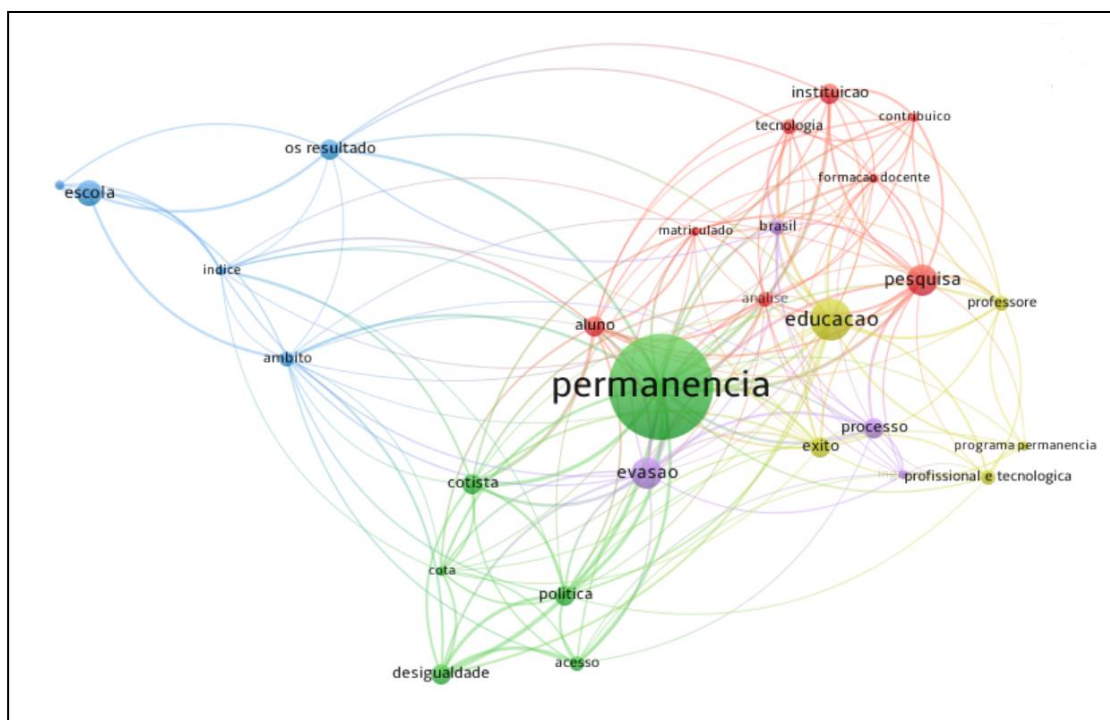 instituicao
contribuico
tecnologia
os resultado
formacao docente
escola
matriculado
brasil
indice
pesquisa
analise
professore
educacao
aluno
ambito
permanencia
processo
exito
programa permanencia
evasao
profissional e tecnologica
cotista
cota
politica
acesso
desigualdade